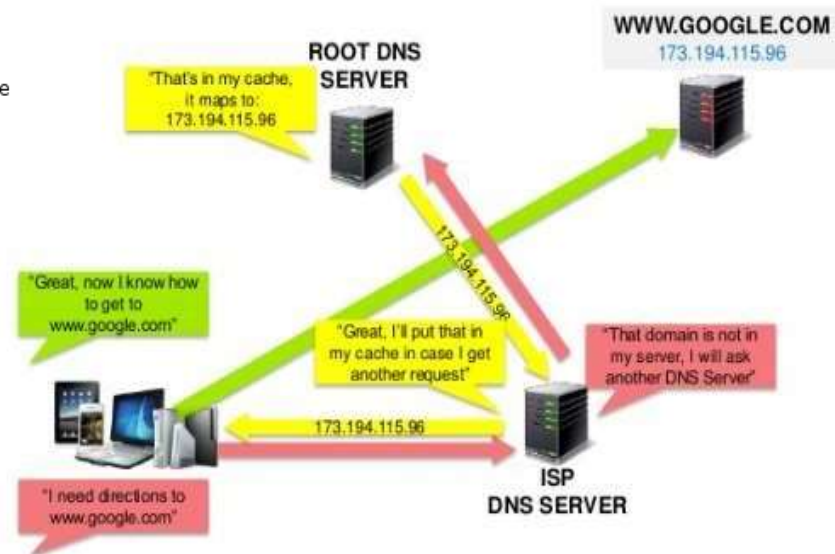 WWW.GOOGLE.COM
173.194.115.96
ROOT DNS
SERVER
"That's in my cache,
it maps to:
173.194.115.96
e
173.194.115.96
"Great, now I know how
to get to
www.google.com"
"Great, I'll put that in
my cache in case I get
another request"
"That domain is not in
my server, I will ask
another DNS Server"
173.194.115.96
ISP
DNS SERVER
"I need directions to
www.google.com"